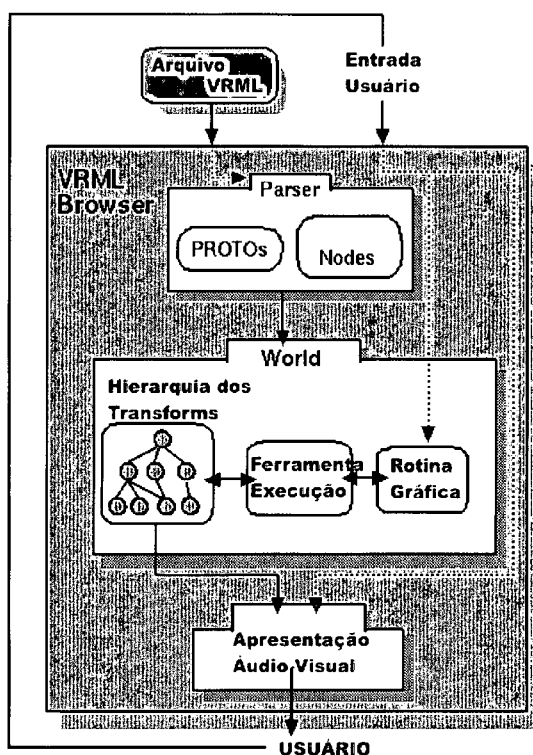 Arquivo
VRML
Entrada
Usuário
VRML
Browser
Parser
PROTOs
Nodes
World
Hierarquia dos
Transforms
Ferramenta
Execução
Rotina
Gráfica
Apresentação
Áudio Visual
USUÁRIO